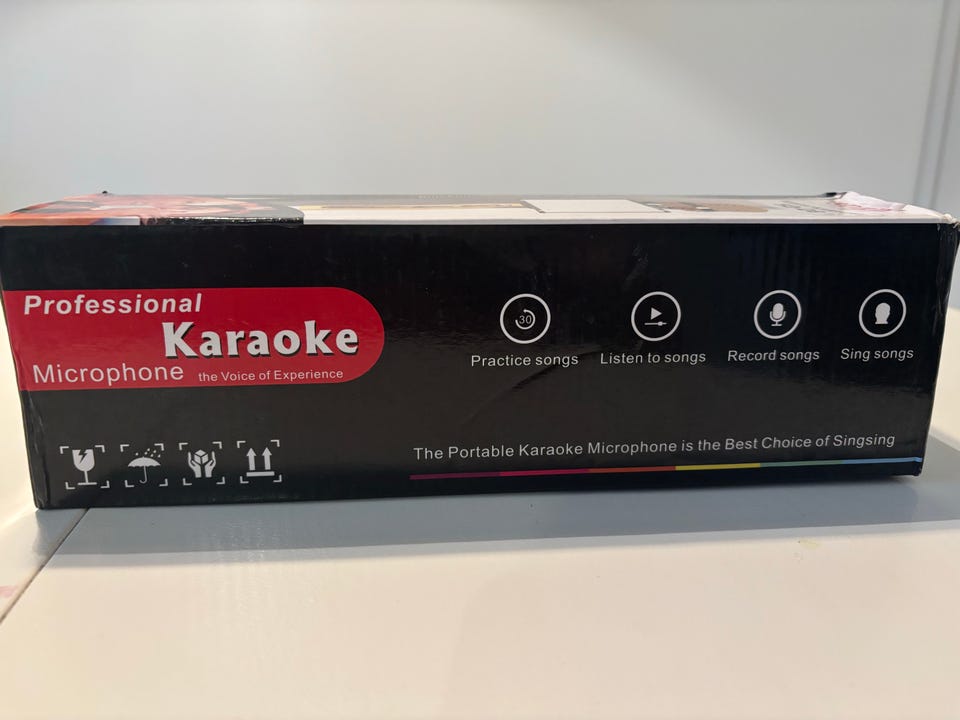 Professional
Karaoke
Microphone the Voice of Experience
30
Practice songs Listen to songs Record songs Sing songs
The Portable Karaoke Microphone is the Best Choice of Singsing